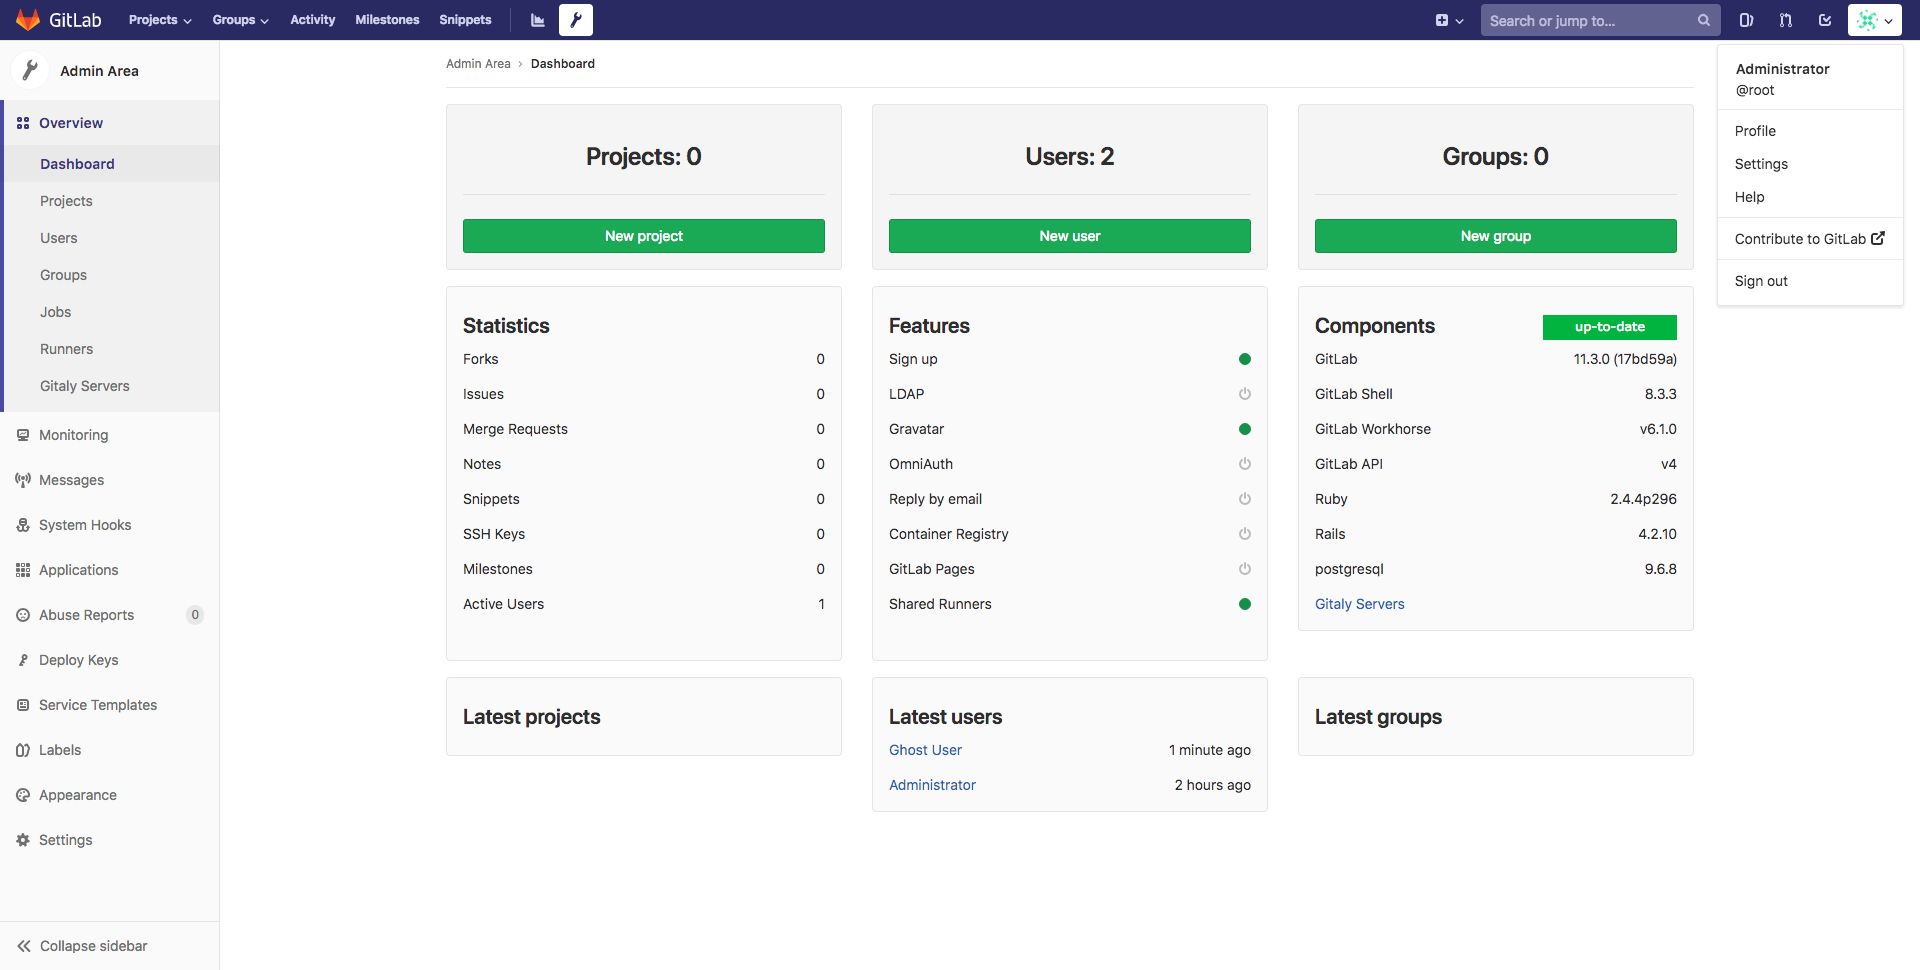 GitLab
Projects
Groups
Activity
Milestones
Snippets
Search or jump to...
Admin Area
Overview
Dashboard
Projects
Users
Groups
Jobs
Runners
Gitaly Servers
Monitoring
Messages
System Hooks
Applications
Abuse Reports 0
Deploy Keys
Service Templates
Labels
Appearance
Settings
Collapse sidebar
Admin Area › Dashboard
Projects: 0
New project
Users: 2
New user
Groups: 0
New group
Statistics
Forks 0
Issues 0
Merge Requests 0
Notes 0
Snippets 0
SSH Keys 0
Milestones 0
Active Users 1
Features
Sign up
LDAP
Gravatar
OmniAuth
Reply by email
Container Registry
GitLab Pages
Shared Runners
Components up-to-date
GitLab 11.3.0 (17bd59a)
GitLab Shell 8.3.3
GitLab Workhorse v6.1.0
GitLab API v4
Ruby 2.4.4p296
Rails 4.2.10
postgresql 9.6.8
Gitaly Servers
Latest projects
Latest users
Ghost User 1 minute ago
Administrator 2 hours ago
Latest groups
Administrator
@root
Profile
Settings
Help
Contribute to GitLab
Sign out